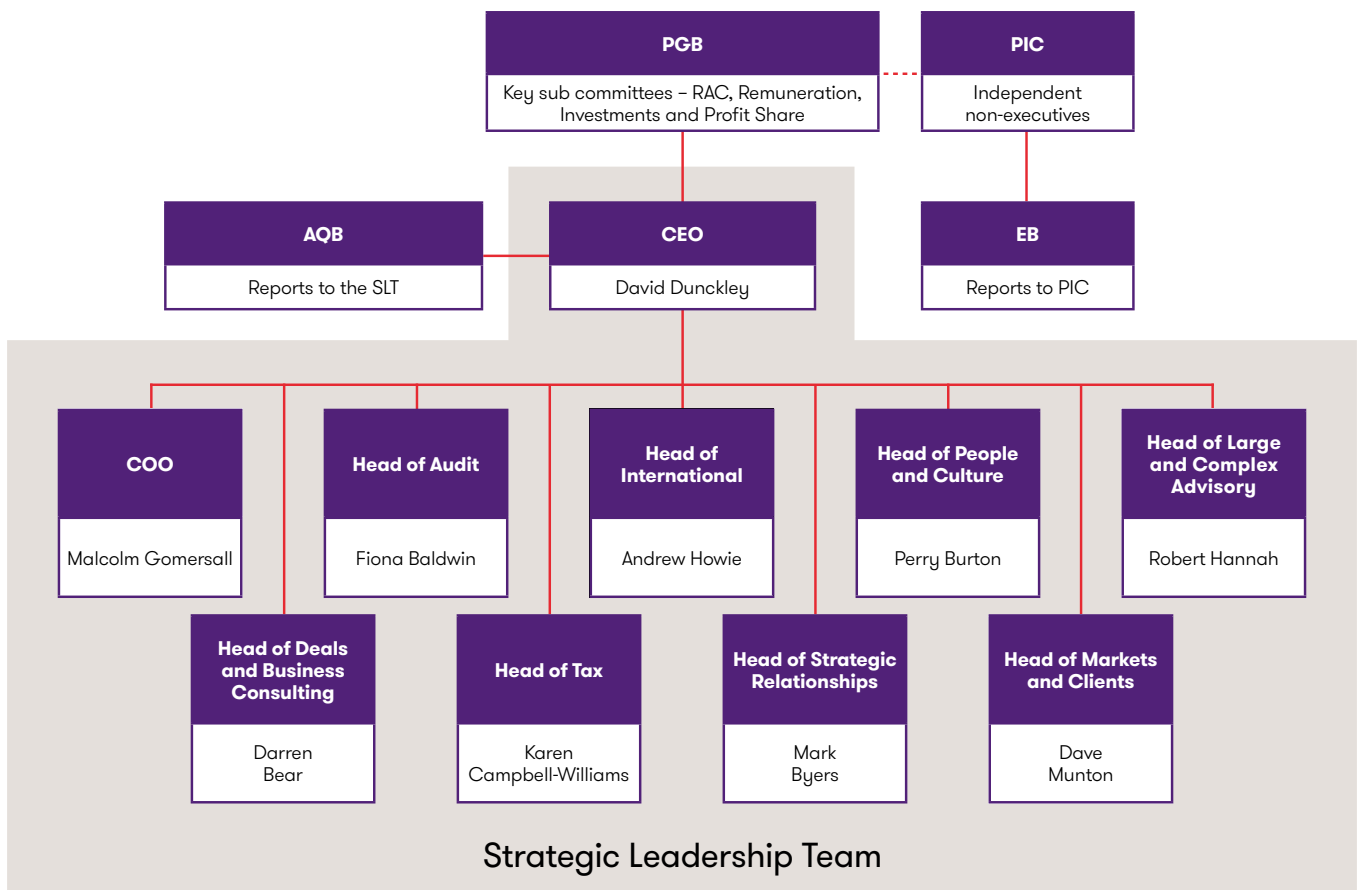 PGB
Key sub committees – RAC, Remuneration,
Investments and Profit Share
PIC
Independent
non-executives
AQB
Reports to the SLT
CEO
David Dunckley
EB
Reports to PIC
COO
Malcolm Gomersall
Head of Audit
Fiona Baldwin
Head of
International
Andrew Howie
Head of People
and Culture
Perry Burton
Head of Large
and Complex
Advisory
Robert Hannah
Head of Deals
and Business
Consulting
Darren
Bear
Head of Tax
Karen
Campbell-Williams
Head of Strategic
Relationships
Mark
Byers
Head of Markets
and Clients
Dave
Munton
Strategic Leadership Team